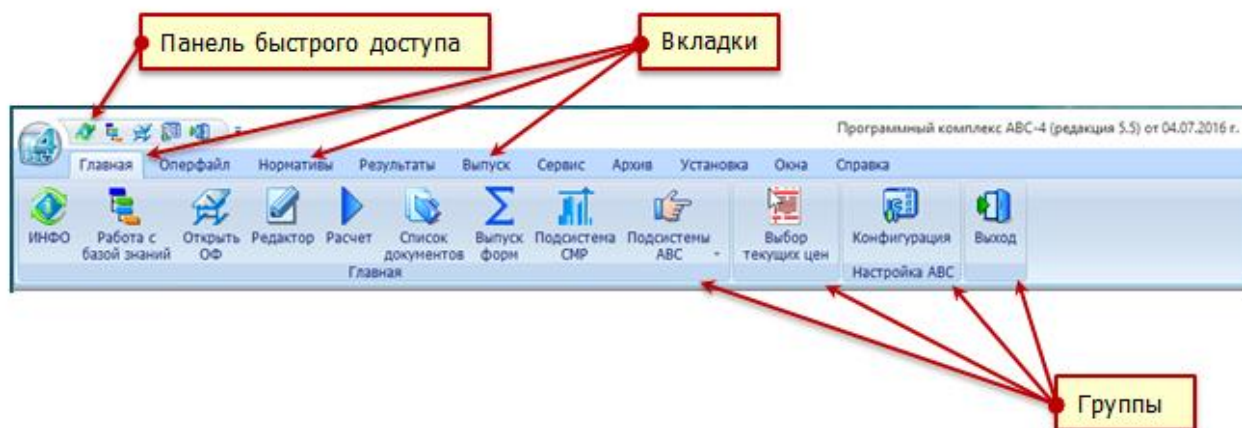 Панель быстрого доступа
Вкладки
Программный комплекс АВС-4 (редакция 5.5) от 04.07.2016 г.
Главная Оперфайл Нормативы Результаты Выпуск Сервис Архив Установка Окна Справка
ИНФО Работа с Открыть Редактор Расчет Список Выпуск Подсистема Подсистемы Выбор Конфигурация Выход
базой знаний ОФ документов форм СМР АВС текущих цен
Главная Настройка АВС
Группы